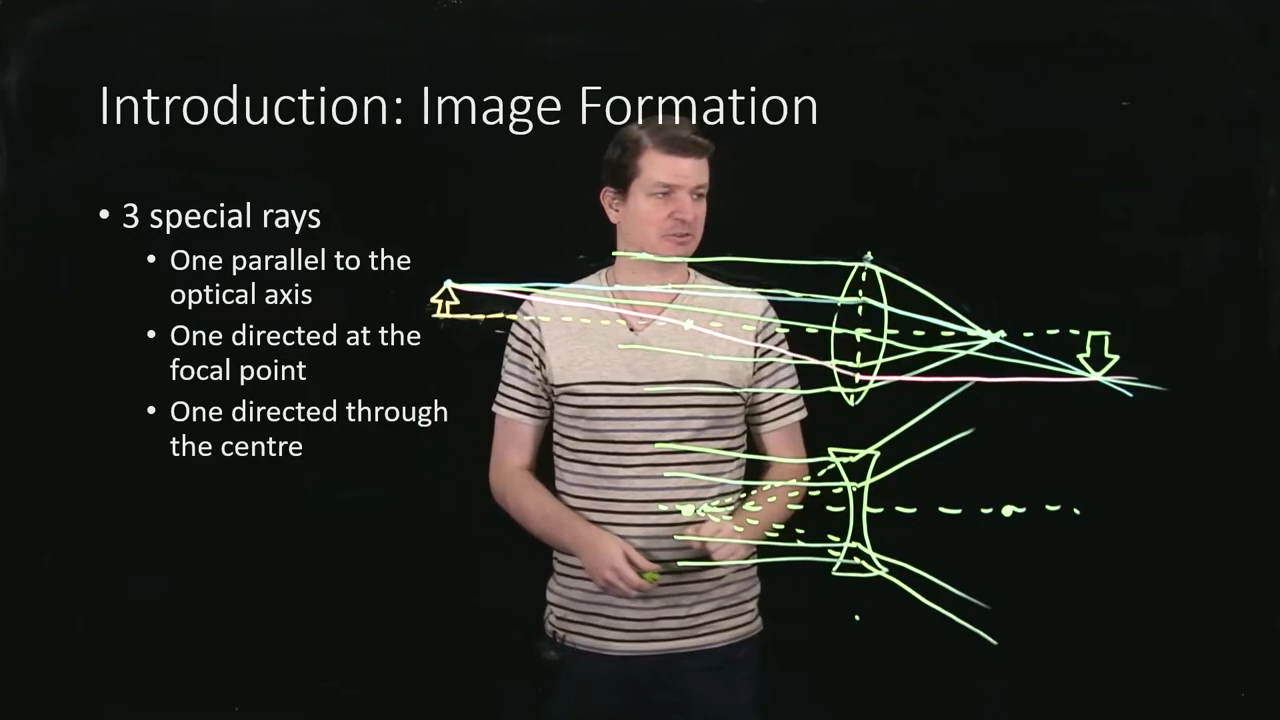 Introduction: Image Formation
• 3 special rays
• One parallel to the
optical axis
• One directed at the
focal point
• One directed through
the centre